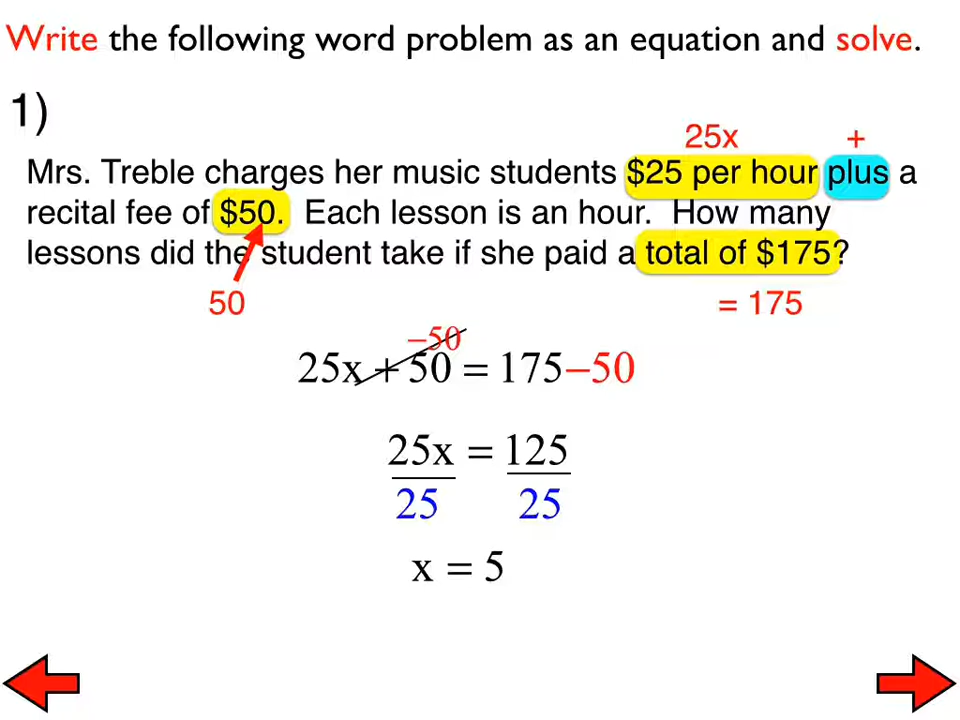 Write the following word problem as an equation and solve.
1)
25x +
Mrs. Treble charges her music students $25 per hour plus a
recital fee of $50. Each lesson is an hour. How many
lessons did the student take if she paid a total of $175?
50 = 175
−50
25x + 50 = 175 −50
25x = 125
25 25
x = 5